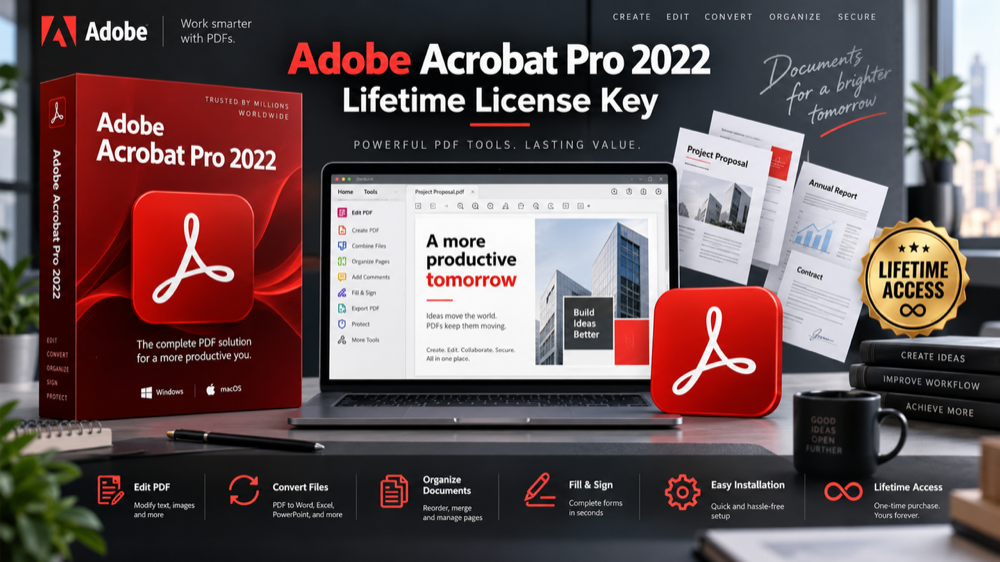 Adobe
Work smarter
with PDFs.
CREATE EDIT CONVERT ORGANIZE SECURE
Adobe Acrobat Pro 2022
Lifetime License Key
POWERFUL PDF TOOLS. LASTING VALUE.
Documents
for a brighter
tomorrow
TRUSTED BY MILLIONS
WORLDWIDE
Adobe
Acrobat Pro 2022
The complete PDF solution
for a more productive you.
Windows
macOS
Adobe Acrobat Pro 2022
EDIT
CONVERT
ORGANIZE
SIGN
PROTECT
Home Tools
Project Proposal.pdf
Edit PDF
Create PDF
Combine Files
Organize Pages
Add Comments
Fill & Sign
Export PDF
Protect
More Tools
A more
productive
tomorrow
Ideas move the world.
PDFs keep them moving.
Create. Edit. Collaborate. Secure.
All in one place.
Build
Ideas
Better
Project Proposal
Annual Report
Contract
LIFETIME
ACCESS
CREATE IDEAS
IMPROVE WORKFLOW
ACHIEVE MORE
GOOD
IDEAS
OPEN
FURTHER
Edit PDF
Modify text, images
and more
Convert Files
PDF to Word, Excel,
PowerPoint, and more
Organize
Documents
Reorder, merge
and manage pages
Fill & Sign
Complete forms
in seconds
Easy Installation
Quick and hassle-free
setup
Lifetime Access
One-time purchase.
Yours forever.